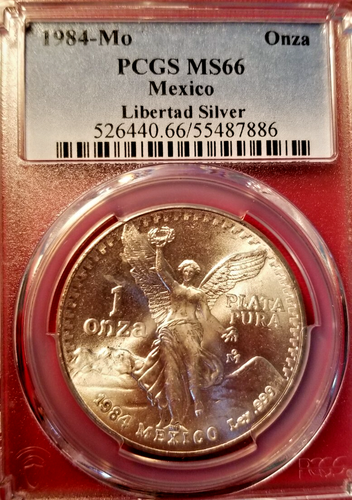 1984-Mo Onza
PCGS MS66
Mexico
Libertad Silver
526440.66/55487886
1
onza
PLATA
PURA
M
1984 MEXICO Ley .999
PCGS